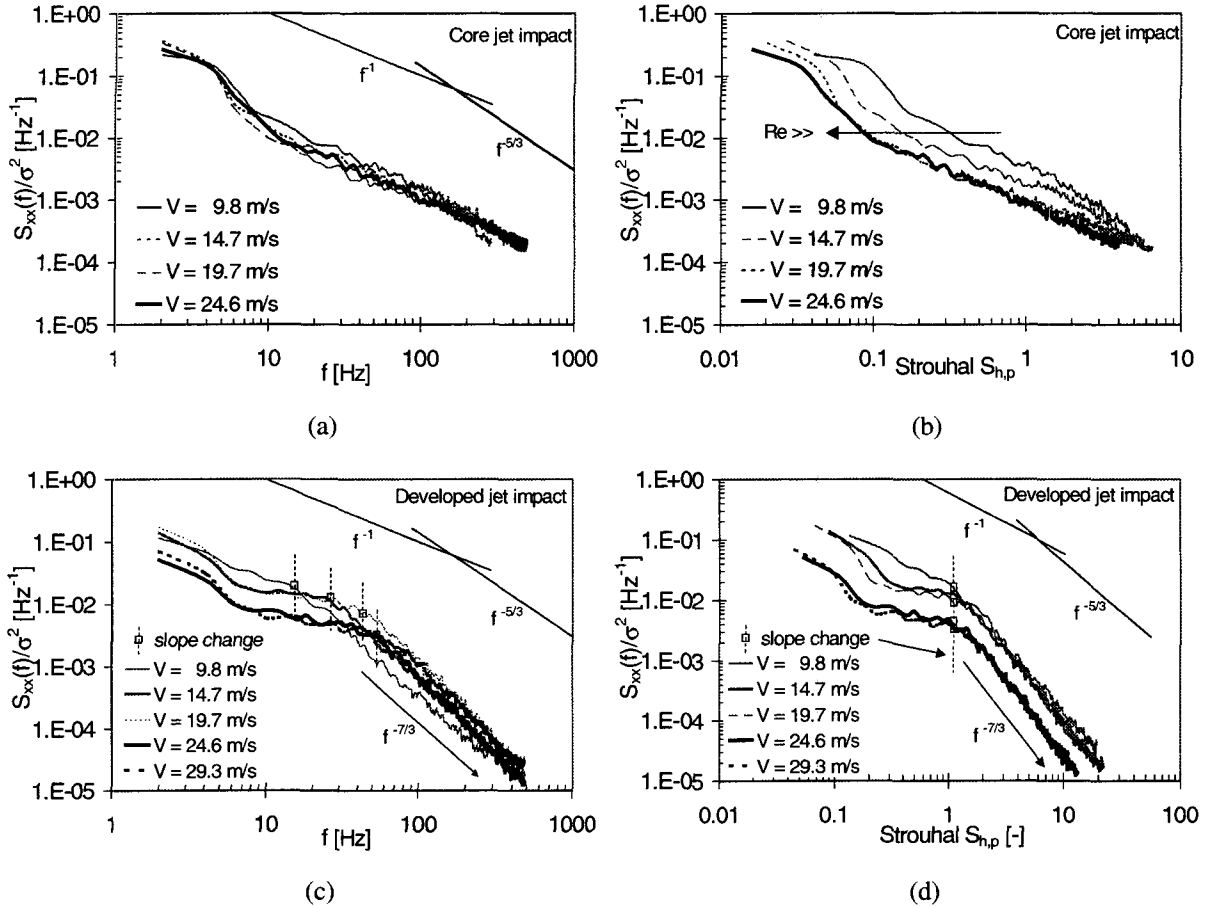 Sxx(f)/σ² [Hz⁻¹]
1.E+00
1.E-01
1.E-02
1.E-03
1.E-04
1.E-05
Core jet impact
f⁻¹
f⁻⁵/³
V = 9.8 m/s
V = 14.7 m/s
V = 19.7 m/s
V = 24.6 m/s
1 10 100 1000
f [Hz]
(a)
Sxx(f)/σ² [Hz⁻¹]
1.E+00
1.E-01
1.E-02
1.E-03
1.E-04
1.E-05
Core jet impact
Re >>
V = 9.8 m/s
V = 14.7 m/s
V = 19.7 m/s
V = 24.6 m/s
0.01 0.1 1 10
Strouhal Sh,p
(b)
Sxx(f)/σ² [Hz⁻¹]
1.E+00
1.E-01
1.E-02
1.E-03
1.E-04
1.E-05
Developed jet impact
f⁻¹
f⁻⁵/³
slope change
V = 9.8 m/s
V = 14.7 m/s
V = 19.7 m/s
V = 24.6 m/s
V = 29.3 m/s
f⁻⁷/³
1 10 100 1000
f [Hz]
(c)
Sxx(f)/σ² [Hz⁻¹]
1.E+00
1.E-01
1.E-02
1.E-03
1.E-04
1.E-05
Developed jet impact
f⁻¹
f⁻⁵/³
slope change
V = 9.8 m/s
V = 14.7 m/s
V = 19.7 m/s
V = 24.6 m/s
V = 29.3 m/s
f⁻⁷/³
0.01 0.1 1 10 100
Strouhal Sh,p [-]
(d)